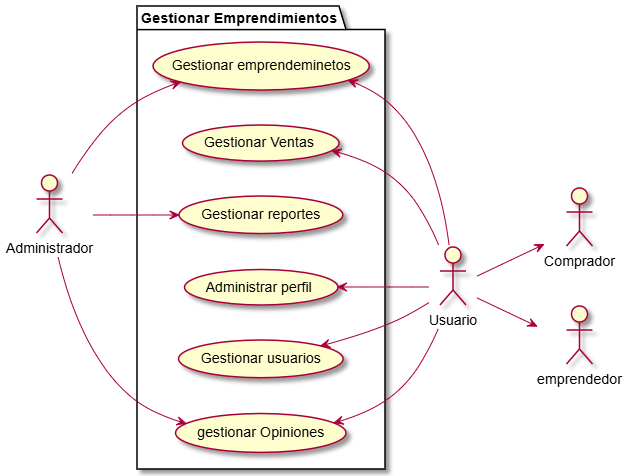 Gestionar Emprendimientos
Gestionar emprendeminetos
Gestionar Ventas
Gestionar reportes
Administrador
Administrar perfil
Usuario
Comprador
Gestionar usuarios
emprendedor
gestionar Opiniones